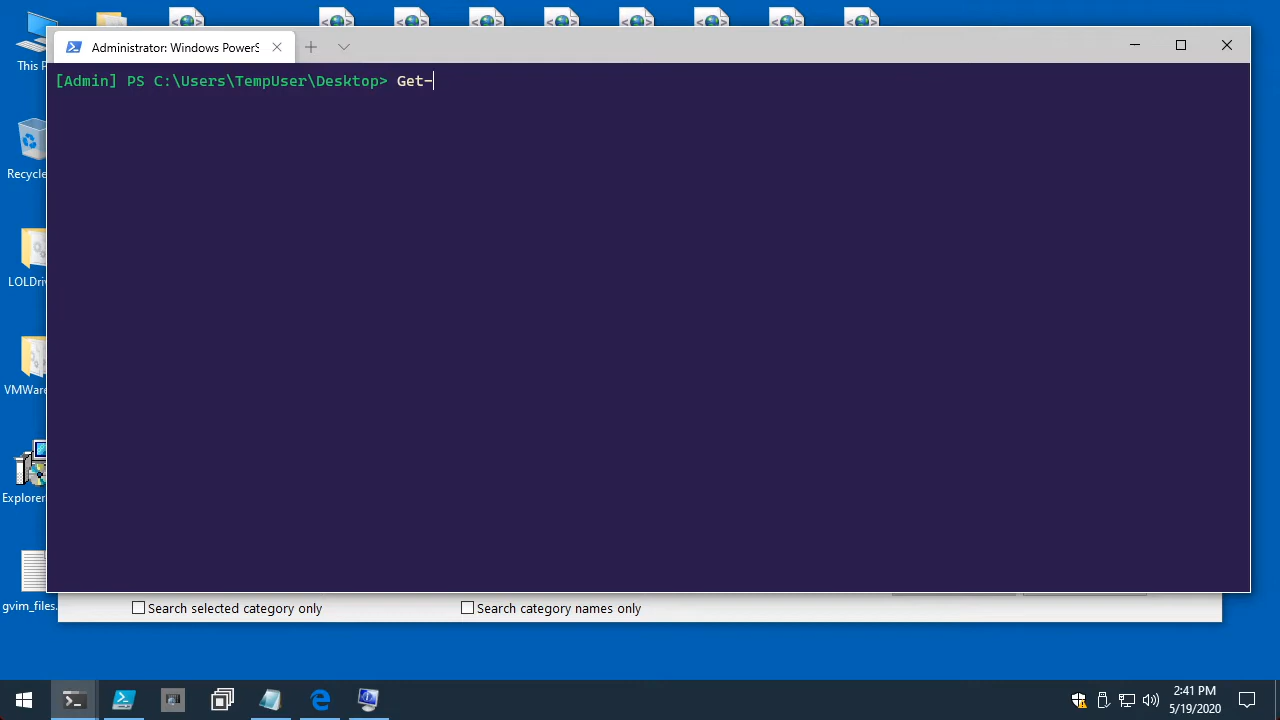 This P
Administrator: Windows PowerS
[Admin] PS C:\Users\TempUser\Desktop> Get-
Recycle
LOLDriv
VMWare
Explorer
gvim_files.
Search selected category only
Search category names only
2:41 PM
5/19/2020